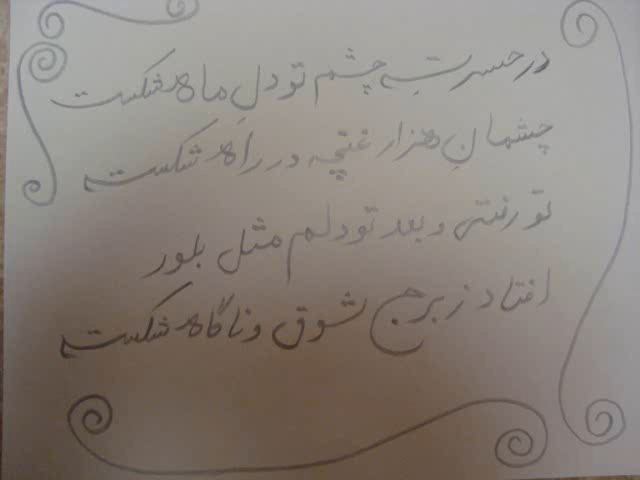 در حسرتِ چشم تو دلِ ماه شکست
چشمانِ هزار غنچه در راه شکست
تو رفتی و بعد تو دلم مثل بلور
افتاد ز برج شوق و ناگاه شکست